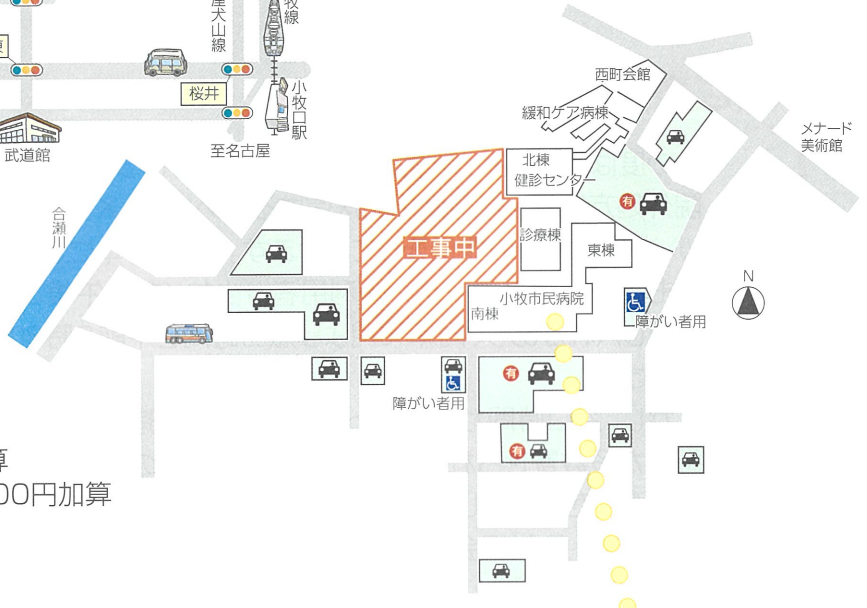 屋犬山線
牧線
桜井
小牧口駅
至名古屋
武道館
合瀬川
西町会館
緩和ケア病棟
メナード
美術館
北棟
健診センター
有
診療棟
東棟
工事中
小牧市民病院
南棟
N
障がい者用
有
障がい者用
有
算
00円加算